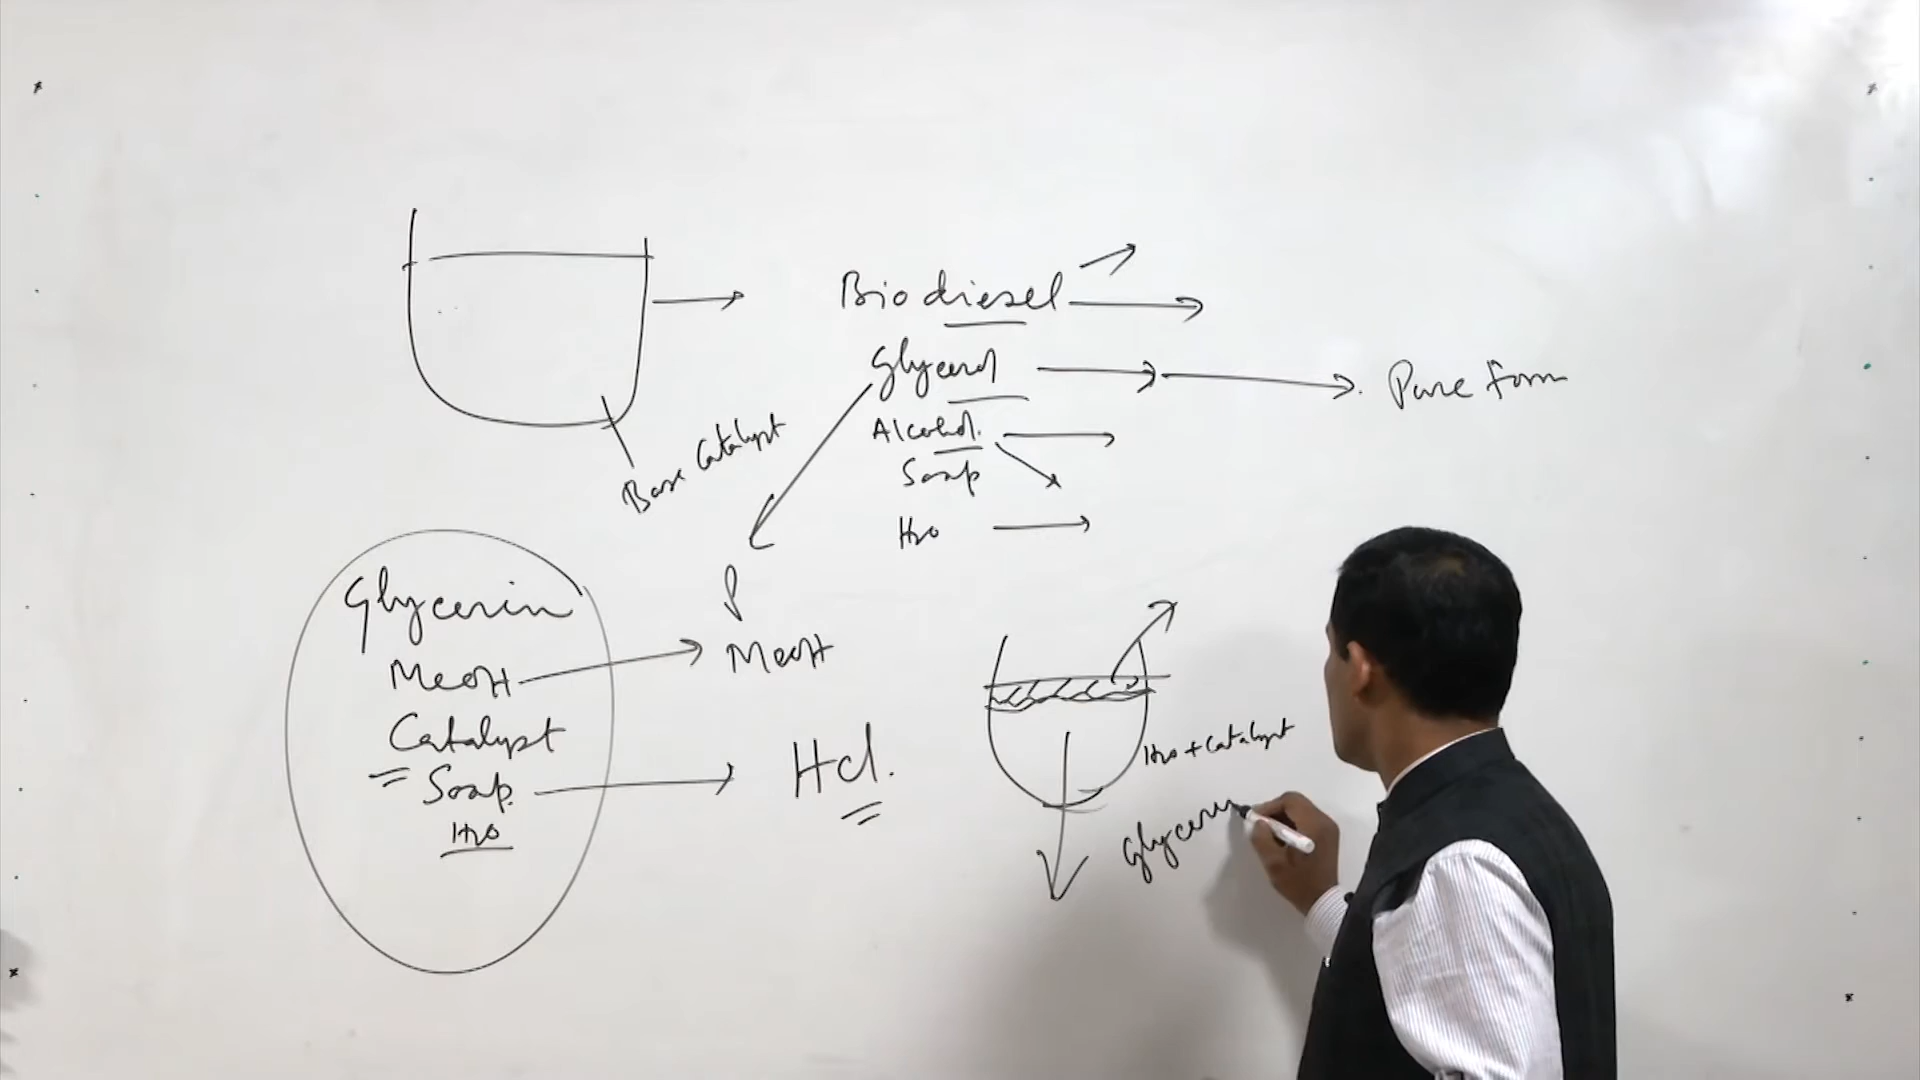 Biodiesel
Glycerol
Pure Form
Alcohol.
Soap
H2O
Base Catalyst
Glycerin
MeOH
Catalyst
Soap.
H2O
P
MeOH
HCl.
H2O + Catalyst
Glycerin